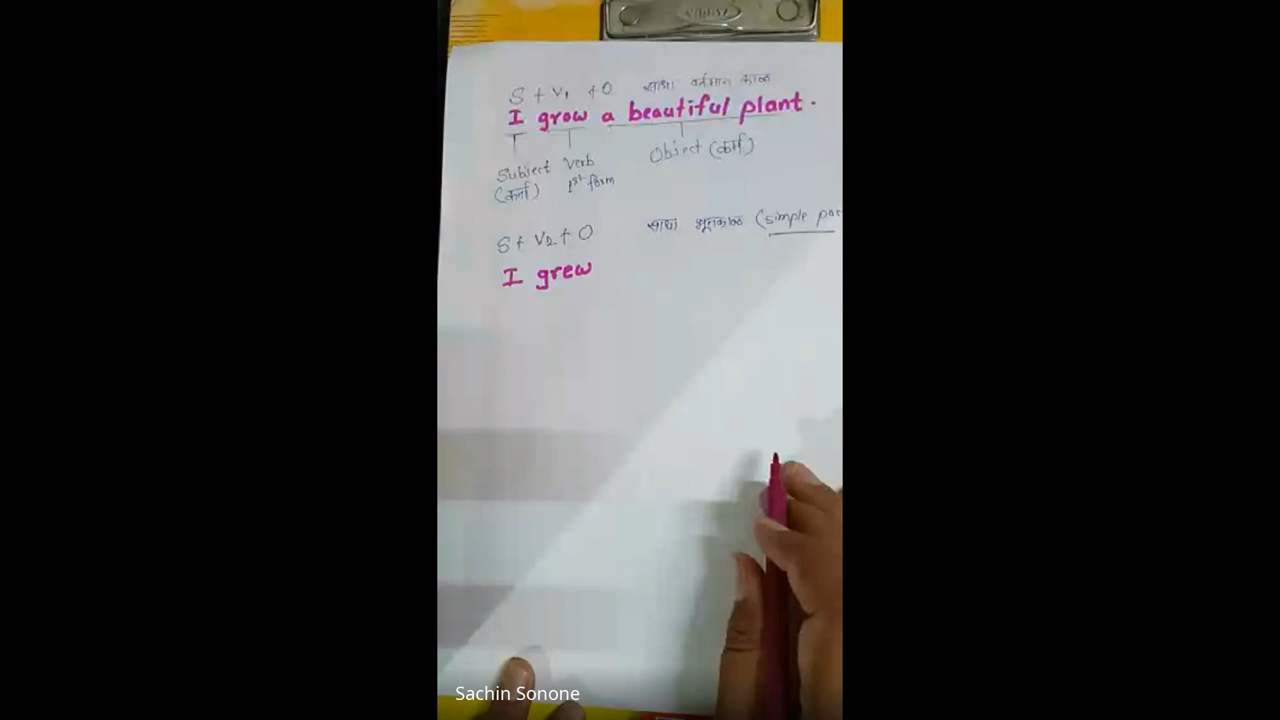 S + V₁ + O साधा वर्तमान काळ
I grow a beautiful plant.
Subject Verb Object (कर्म)
(कर्ता) 1st form
S + V₂ + O साधा भूतकाळ (simple pas
I grew
Sachin Sonone